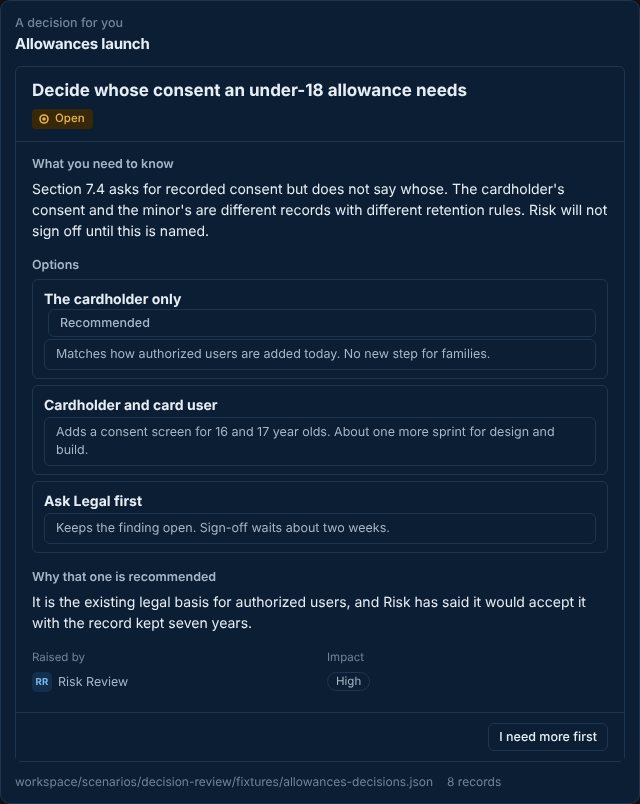 A decision for you
Allowances launch
Decide whose consent an under-18 allowance needs
Open
What you need to know
Section 7.4 asks for recorded consent but does not say whose. The cardholder's
consent and the minor's are different records with different retention rules. Risk will not
sign off until this is named.
Options
The cardholder only
Recommended
Matches how authorized users are added today. No new step for families.
Cardholder and card user
Adds a consent screen for 16 and 17 year olds. About one more sprint for design and
build.
Ask Legal first
Keeps the finding open. Sign-off waits about two weeks.
Why that one is recommended
It is the existing legal basis for authorized users, and Risk has said it would accept it
with the record kept seven years.
Raised by
Impact
RR Risk Review
High
I need more first
workspace/scenarios/decision-review/fixtures/allowances-decisions.json 8 records